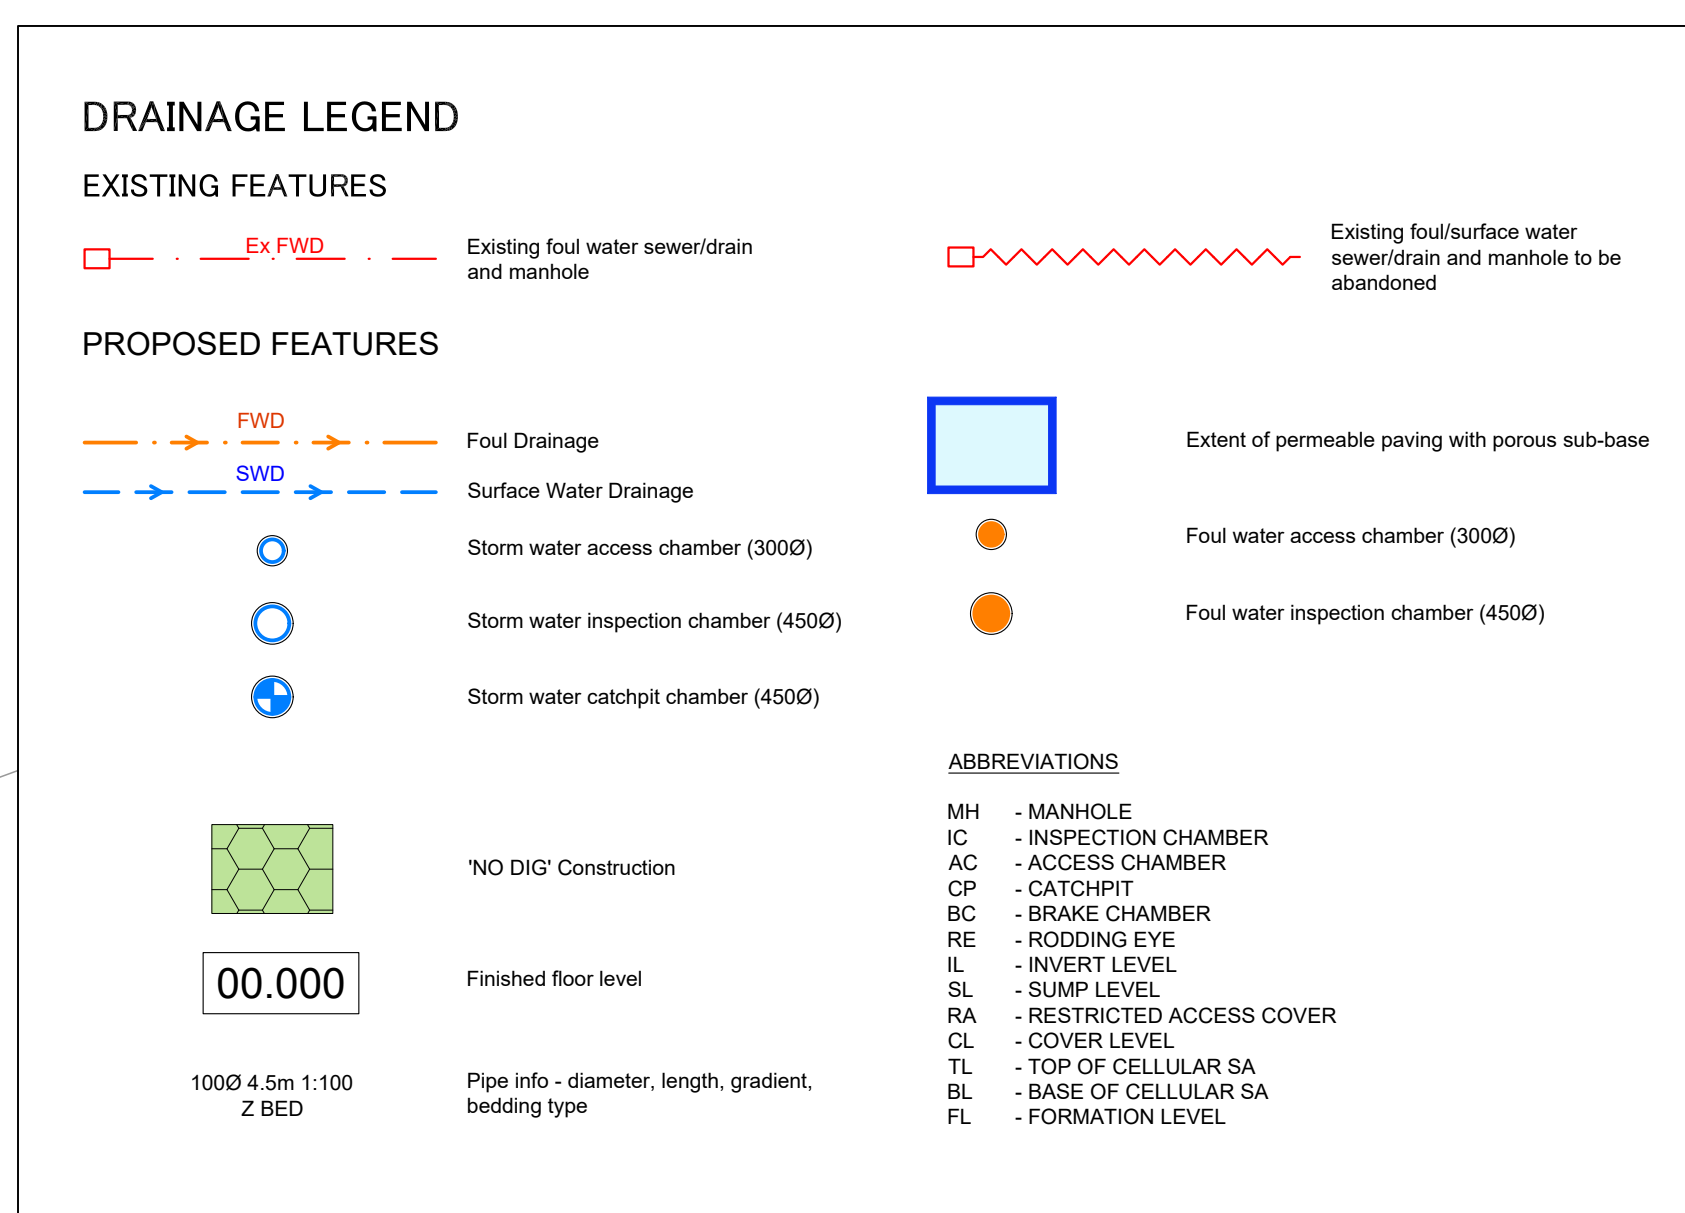 DRAINAGE LEGEND
EXISTING FEATURES
Ex FWD
Existing foul water sewer/drain
and manhole
Existing foul/surface water
sewer/drain and manhole to be
abandoned
PROPOSED FEATURES
FWD
Foul Drainage
SWD
Surface Water Drainage
Storm water access chamber (300Ø)
Storm water inspection chamber (450Ø)
Storm water catchpit chamber (450Ø)
Extent of permeable paving with porous sub-base
Foul water access chamber (300Ø)
Foul water inspection chamber (450Ø)
'NO DIG' Construction
00.000
Finished floor level
100Ø 4.5m 1:100
Z BED
Pipe info - diameter, length, gradient,
bedding type
ABBREVIATIONS
MH - MANHOLE
IC - INSPECTION CHAMBER
AC - ACCESS CHAMBER
CP - CATCHPIT
BC - BRAKE CHAMBER
RE - RODDING EYE
IL - INVERT LEVEL
SL - SUMP LEVEL
RA - RESTRICTED ACCESS COVER
CL - COVER LEVEL
TL - TOP OF CELLULAR SA
BL - BASE OF CELLULAR SA
FL - FORMATION LEVEL